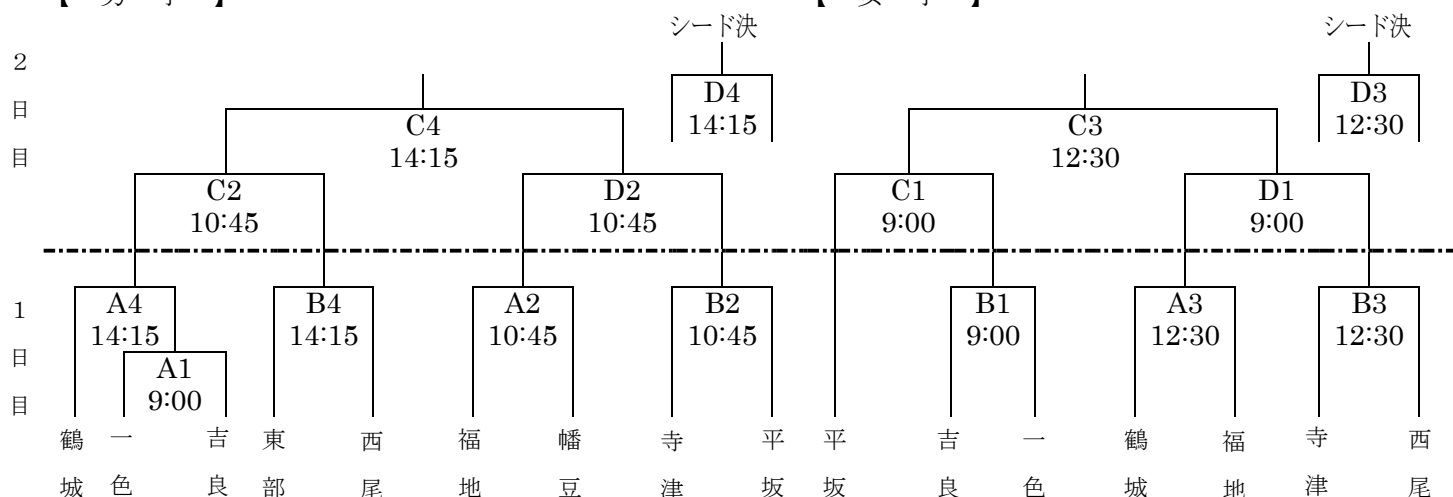 【 男 子 】 【 女 子 】
シード決 シード決
2日目
D4 D3
14:15 12:30
C4 C3
14:15 12:30
C2 D2 C1 D1
10:45 10:45 9:00 9:00
1日目
A4 B4 A2 B2 B1 A3 B3
14:15 14:15 10:45 10:45 9:00 12:30 12:30
A1
9:00
鶴城 一色 吉良 東部 西尾 福地 幡豆 寺津 平坂 平坂 吉良 一色 鶴城 福地 寺津 西尾